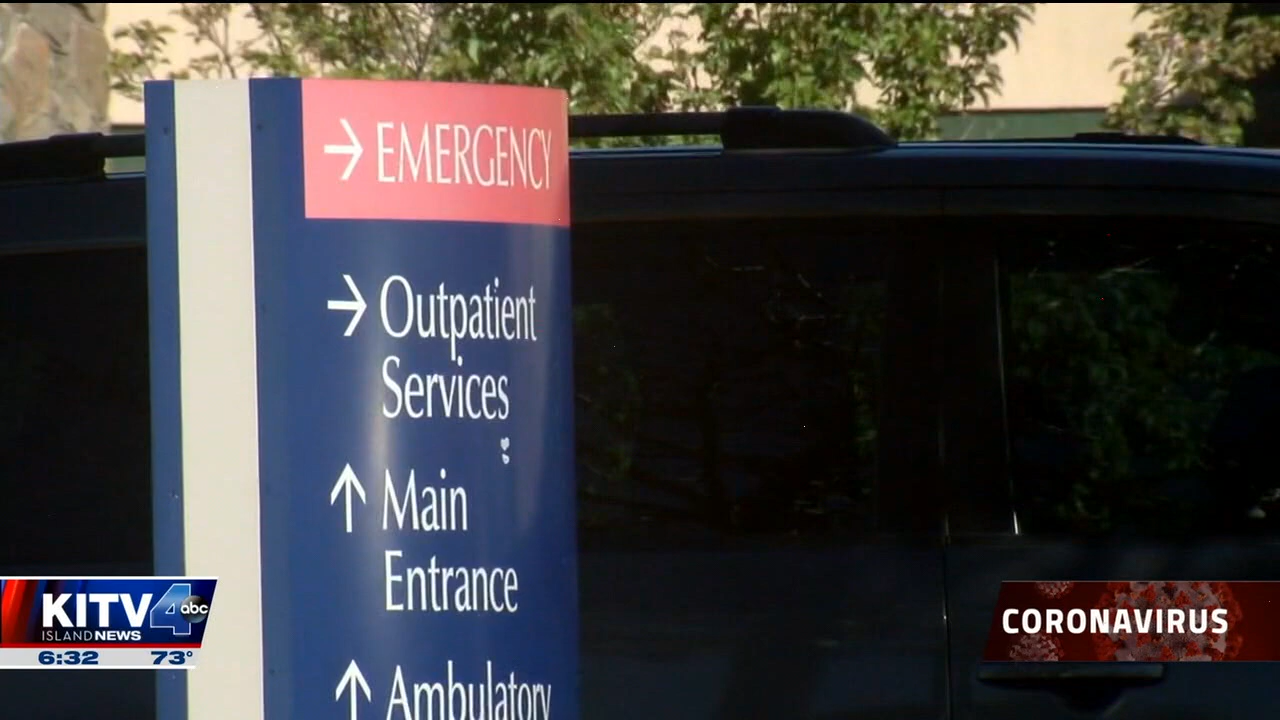 → EMERGENCY
→ Outpatient
Services
↑ Main
Entrance
↑ Ambulatory
KITV 4 abc
ISLAND NEWS
6:32 73°
CORONAVIRUS